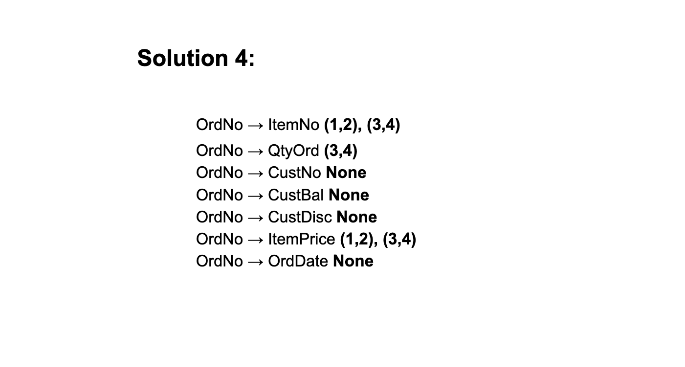 Solution 4:
OrdNo → ItemNo (1,2), (3,4)
OrdNo → QtyOrd (3,4)
OrdNo → CustNo None
OrdNo → CustBal None
OrdNo → CustDisc None
OrdNo → ItemPrice (1,2), (3,4)
OrdNo → OrdDate None